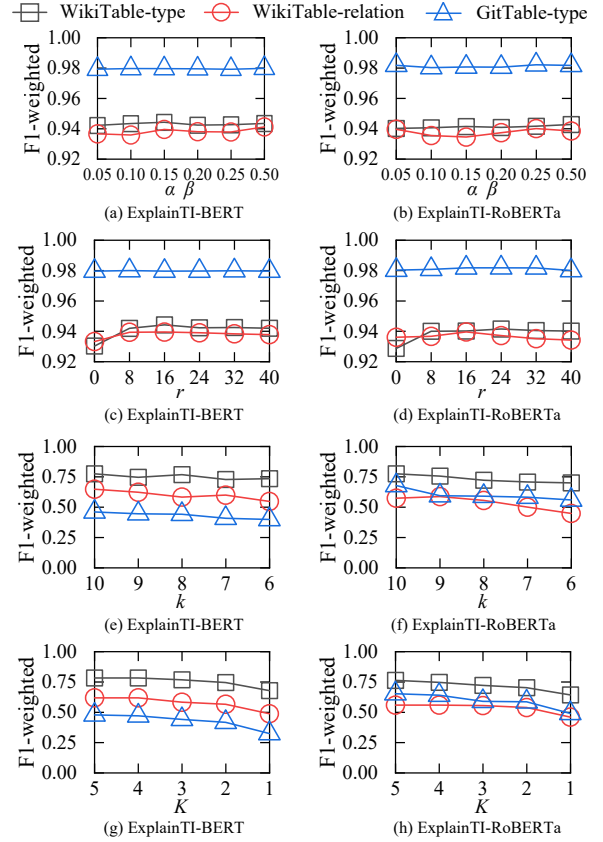 WikiTable-type WikiTable-relation GitTable-type
F1-weighted
1.00
0.98
0.96
0.94
0.92
0.05 0.10 0.15 0.20 0.25 0.50
α β
(a) ExplainTI-BERT
F1-weighted
1.00
0.98
0.96
0.94
0.92
0.05 0.10 0.15 0.20 0.25 0.50
α β
(b) ExplainTI-RoBERTa
F1-weighted
1.00
0.98
0.96
0.94
0.92
0 8 16 24 32 40
r
(c) ExplainTI-BERT
F1-weighted
1.00
0.98
0.96
0.94
0.92
0 8 16 24 32 40
r
(d) ExplainTI-RoBERTa
F1-weighted
1.00
0.75
0.50
0.25
0.00
10 9 8 7 6
k
(e) ExplainTI-BERT
F1-weighted
1.00
0.75
0.50
0.25
0.00
10 9 8 7 6
k
(f) ExplainTI-RoBERTa
F1-weighted
1.00
0.75
0.50
0.25
0.00
5 4 3 2 1
K
(g) ExplainTI-BERT
F1-weighted
1.00
0.75
0.50
0.25
0.00
5 4 3 2 1
K
(h) ExplainTI-RoBERTa